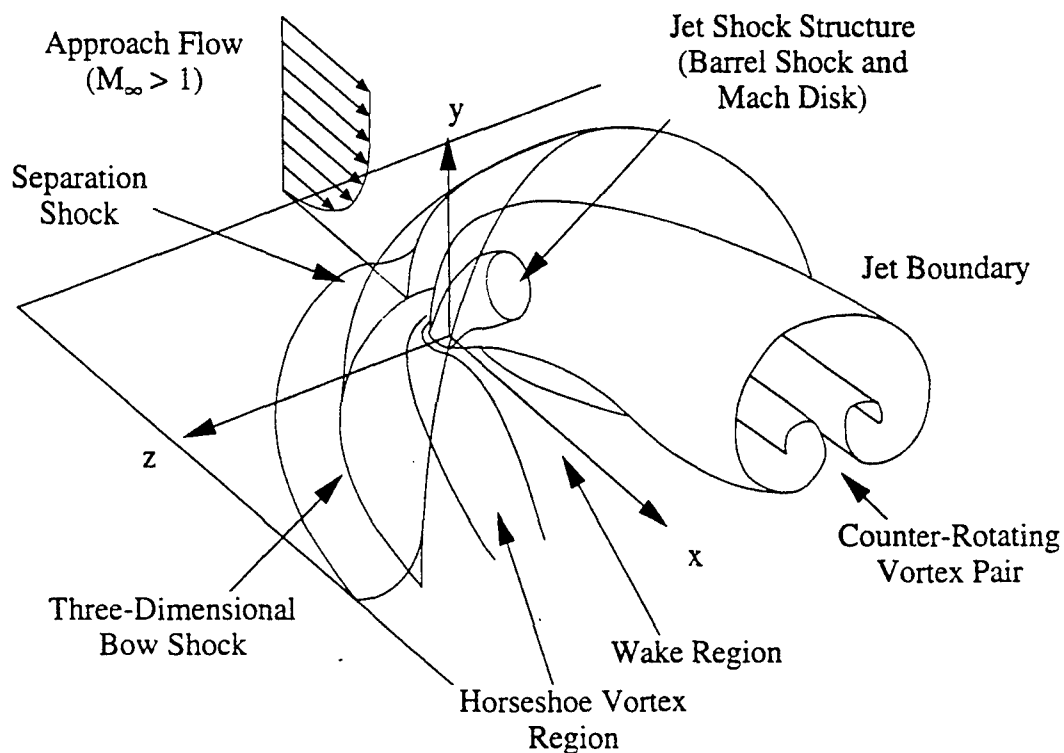 Approach Flow
(M∞ > 1)
Jet Shock Structure
(Barrel Shock and
Mach Disk)
y
Separation
Shock
Jet Boundary
z
x
Counter-Rotating
Vortex Pair
Three-Dimensional
Bow Shock
Wake Region
Horseshoe Vortex
Region